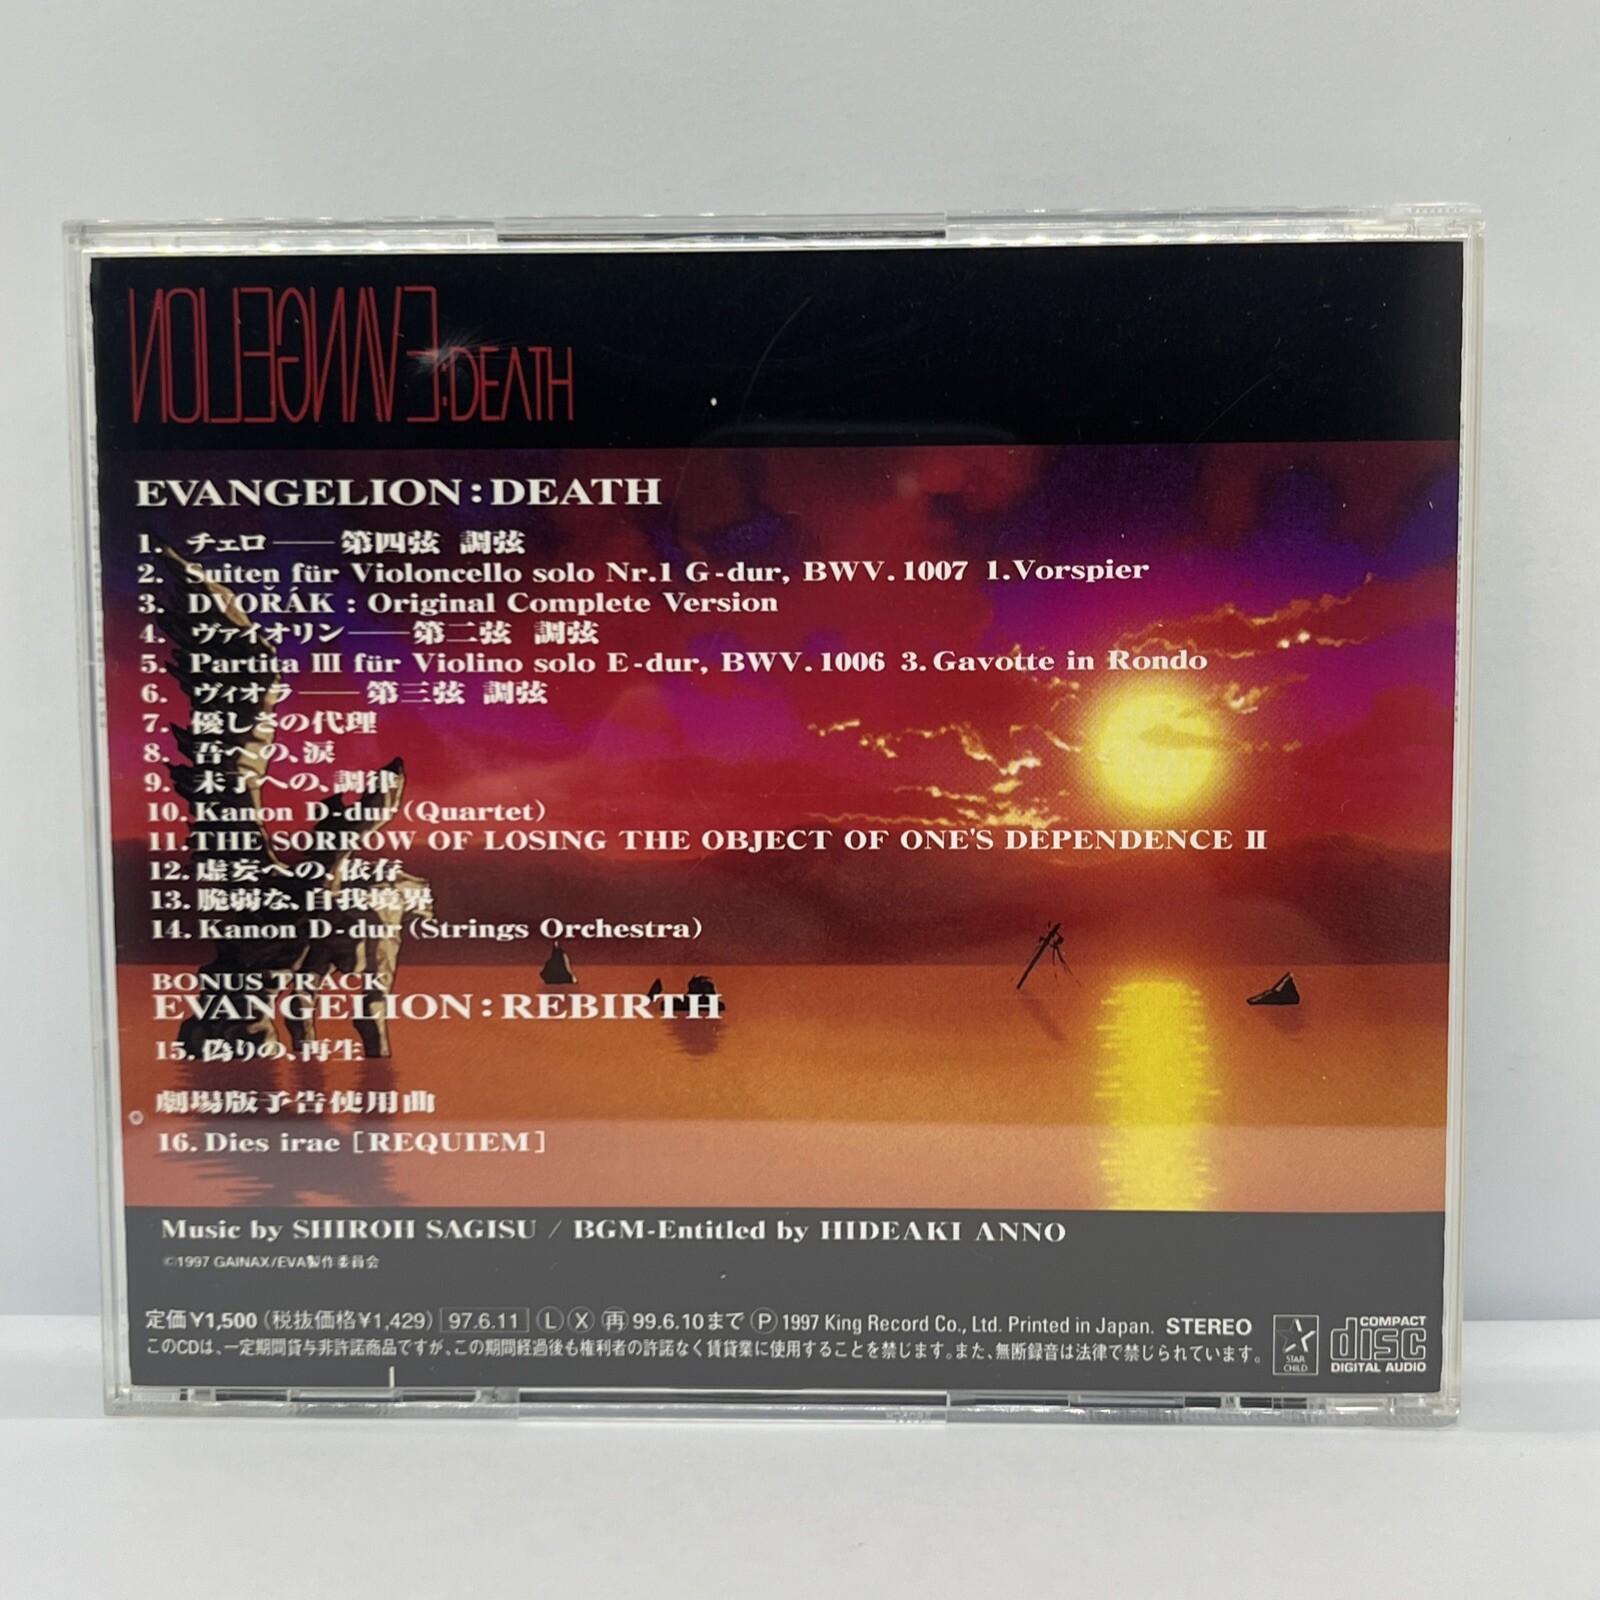 EVANGELION
:DEATH
EVANGELION:DEATH
1. チェロ――第四弦 調弦
2. Suiten für Violoncello solo Nr.1 G-dur, BWV.1007 1.Vorspier
3. DVOŘÁK : Original Complete Version
4. ヴァイオリン――第二弦 調弦
5. Partita III für Violino solo E-dur, BWV.1006 3.Gavotte in Rondo
6. ヴィオラ――第三弦 調弦
7. 優しさの代理
8. 吾への、涙
9. 未了への、調律
10. Kanon D-dur(Quartet)
11. THE SORROW OF LOSING THE OBJECT OF ONE'S DEPENDENCE II
12. 虚妄への、依存
13. 脆弱な、自我境界
14. Kanon D-dur(Strings Orchestra)
BONUS TRACK
EVANGELION:REBIRTH
15. 偽りの、再生
劇場版予告使用曲
16. Dies irae [REQUIEM]
Music by SHIROH SAGISU / BGM-Entitled by HIDEAKI ANNO
©1997 GAINAX/EVA製作委員会
定価¥1,500(税抜価格¥1,429) 97.6.11 Ⓛ Ⓧ 再 99.6.10まで Ⓟ 1997 King Record Co., Ltd. Printed in Japan. STEREO
このCDは、一定期間貸与非許諾商品ですが、この期間経過後も権利者の許諾なく賃貸業に使用することを禁じます。また、無断録音は法律で禁じられています。
STAR
CHILD
COMPACT
disc
DIGITAL AUDIO